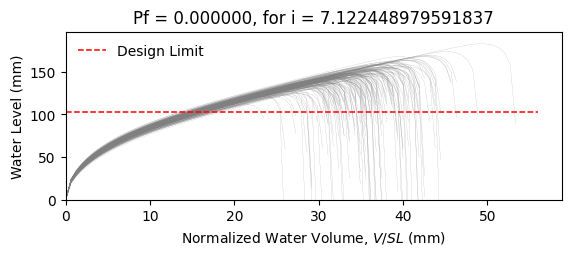 Pf = 0.000000, for i = 7.122448979591837
Design Limit
Water Level (mm)
150
100
50
0
0 10 20 30 40 50
Normalized Water Volume, V/SL (mm)